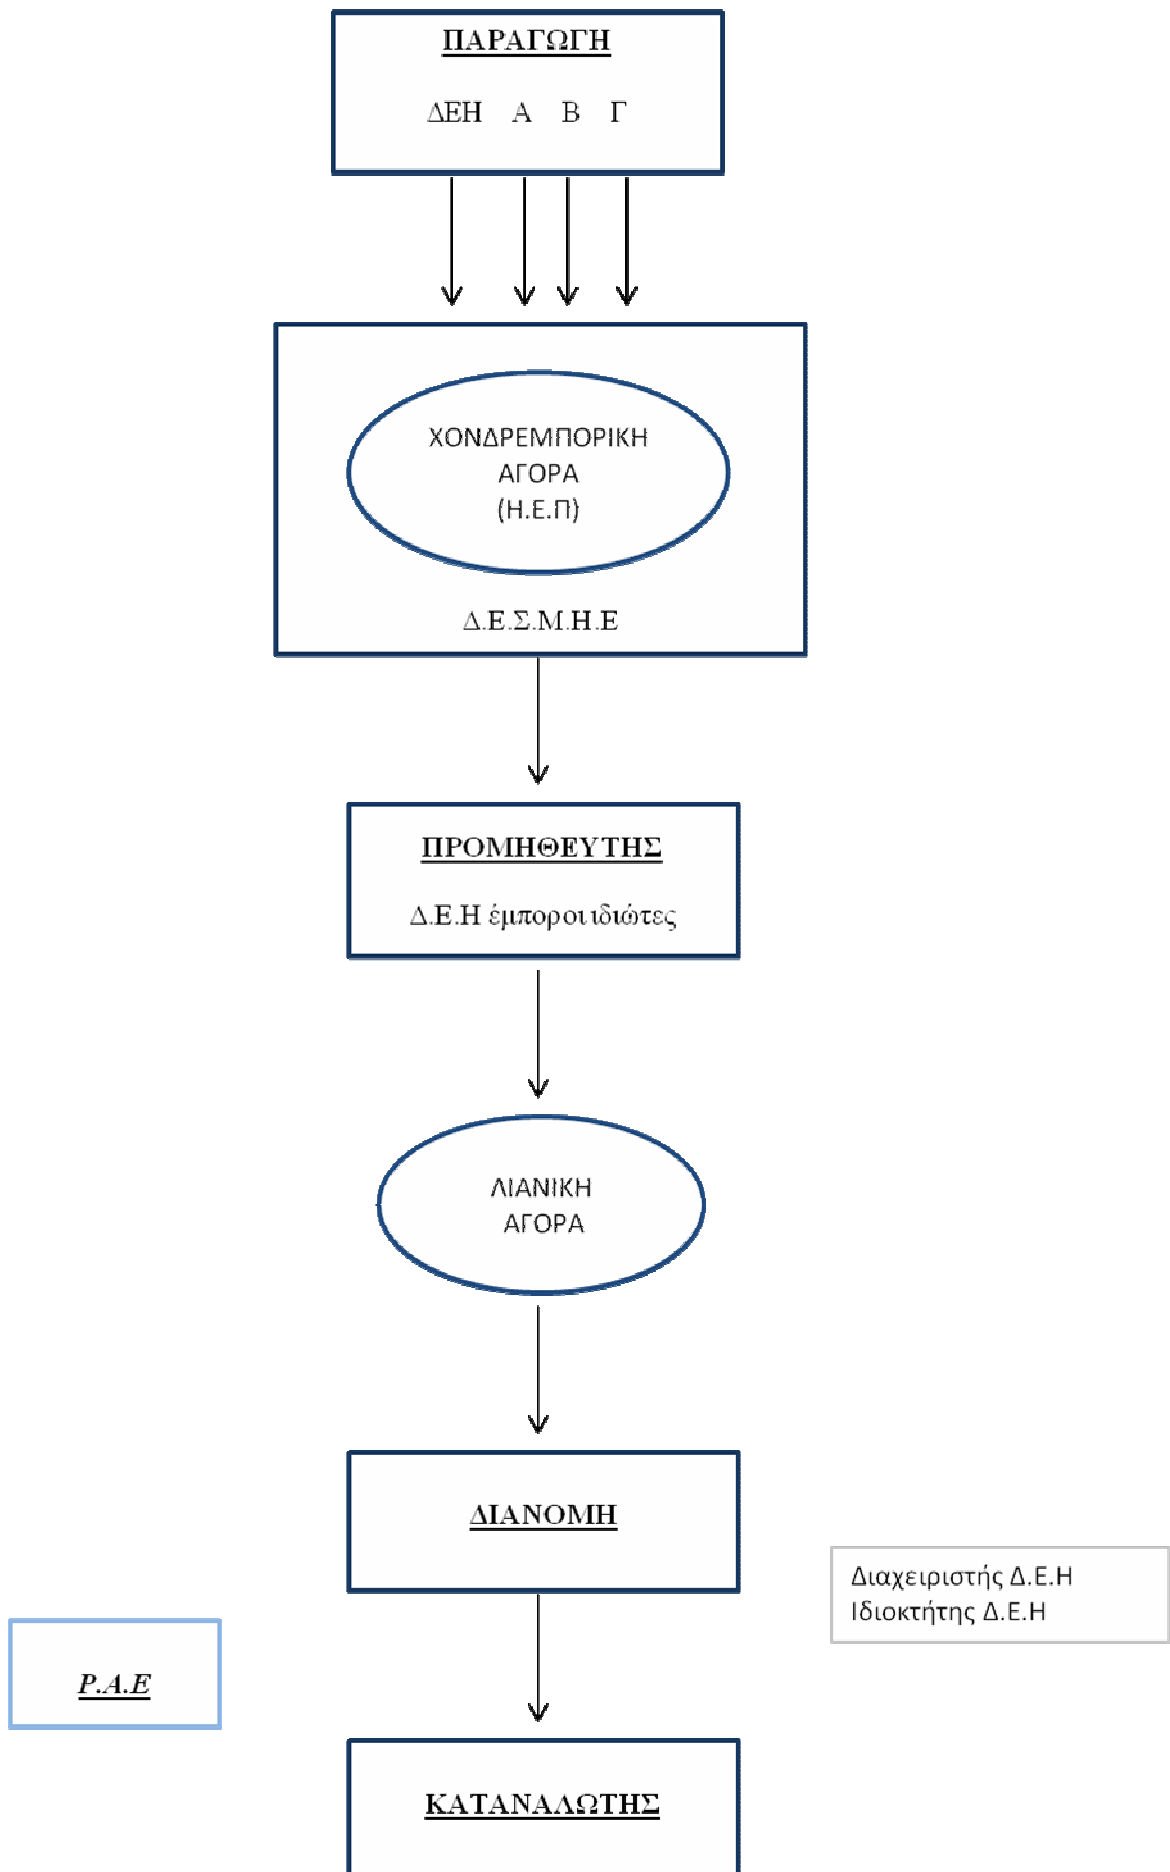 ΠΑΡΑΓΩΓΗ
ΔΕΗ Α Β Γ
ΧΟΝΔΡΕΜΠΟΡΙΚΗ
ΑΓΟΡΑ
(Η.Ε.Π)
Δ.Ε.Σ.Μ.Η.Ε
ΠΡΟΜΗΘΕΥΤΗΣ
Δ.Ε.Η έμποροι ιδιώτες
ΛΙΑΝΙΚΗ
ΑΓΟΡΑ
ΔΙΑΝΟΜΗ
Διαχειριστής Δ.Ε.Η
Ιδιοκτήτης Δ.Ε.Η
Ρ.Α.Ε
ΚΑΤΑΝΑΛΩΤΗΣ